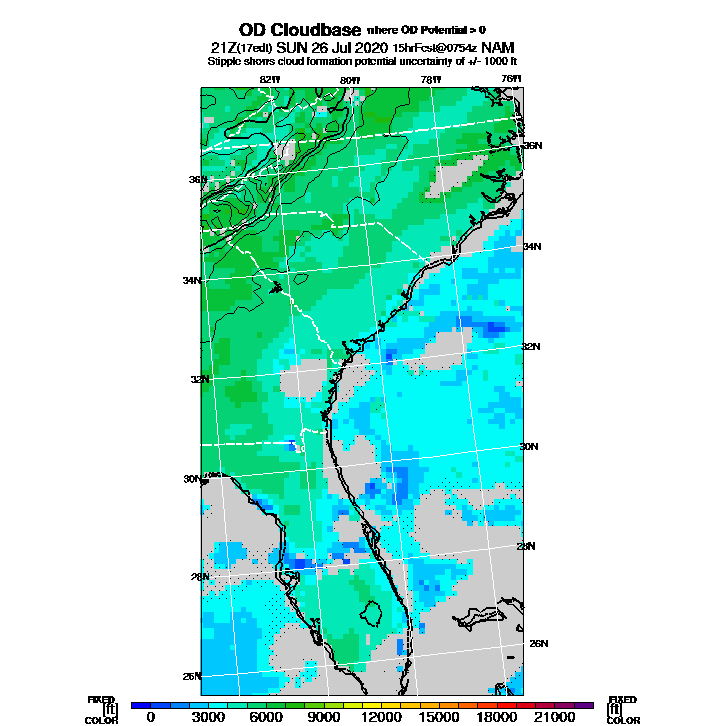 OD Cloudbase where OD Potential > 0
21Z(17edt) SUN 26 Jul 2020 15hrFcst@0754z NAM
Stipple shows cloud formation potential uncertainty of +/- 1000 ft
82W 80W 78W 76W
36N 36N
34N 34N
32N 32N
30N 30N
28N 28N
26N 26N
FIXED [ft] COLOR
0 3000 6000 9000 12000 15000 18000 21000
FIXED [ft] COLOR